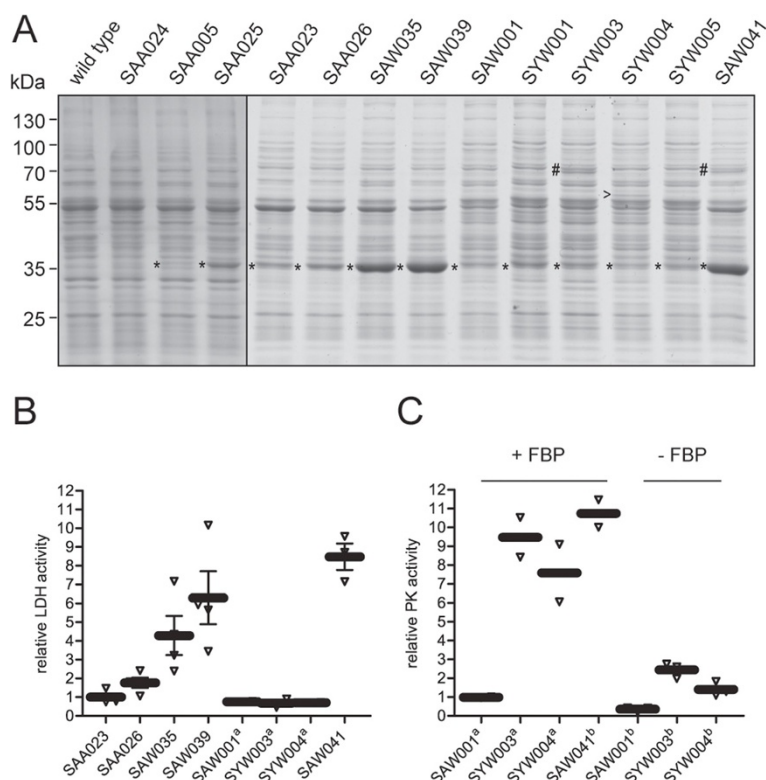 A
kDa
wild type SAA024 SAA005 SAA025 SAA023 SAA026 SAW035 SAW039 SAW001 SYW001 SYW003 SYW004 SYW005 SAW041
130
100
70 # #
55 >
35 * * * * * * * * * * * * *
25
B
relative LDH activity
12
11
10
9
8
7
6
5
4
3
2
1
0
SAA023 SAA026 SAW035 SAW039 SAW001ᵃ SYW003ᵃ SYW004ᵃ SAW041
C
+ FBP - FBP
relative PK activity
12
11
10
9
8
7
6
5
4
3
2
1
0
SAW001ᵃ SYW003ᵃ SYW004ᵃ SAW041ᵇ SAW001ᵇ SYW003ᵇ SYW004ᵇ